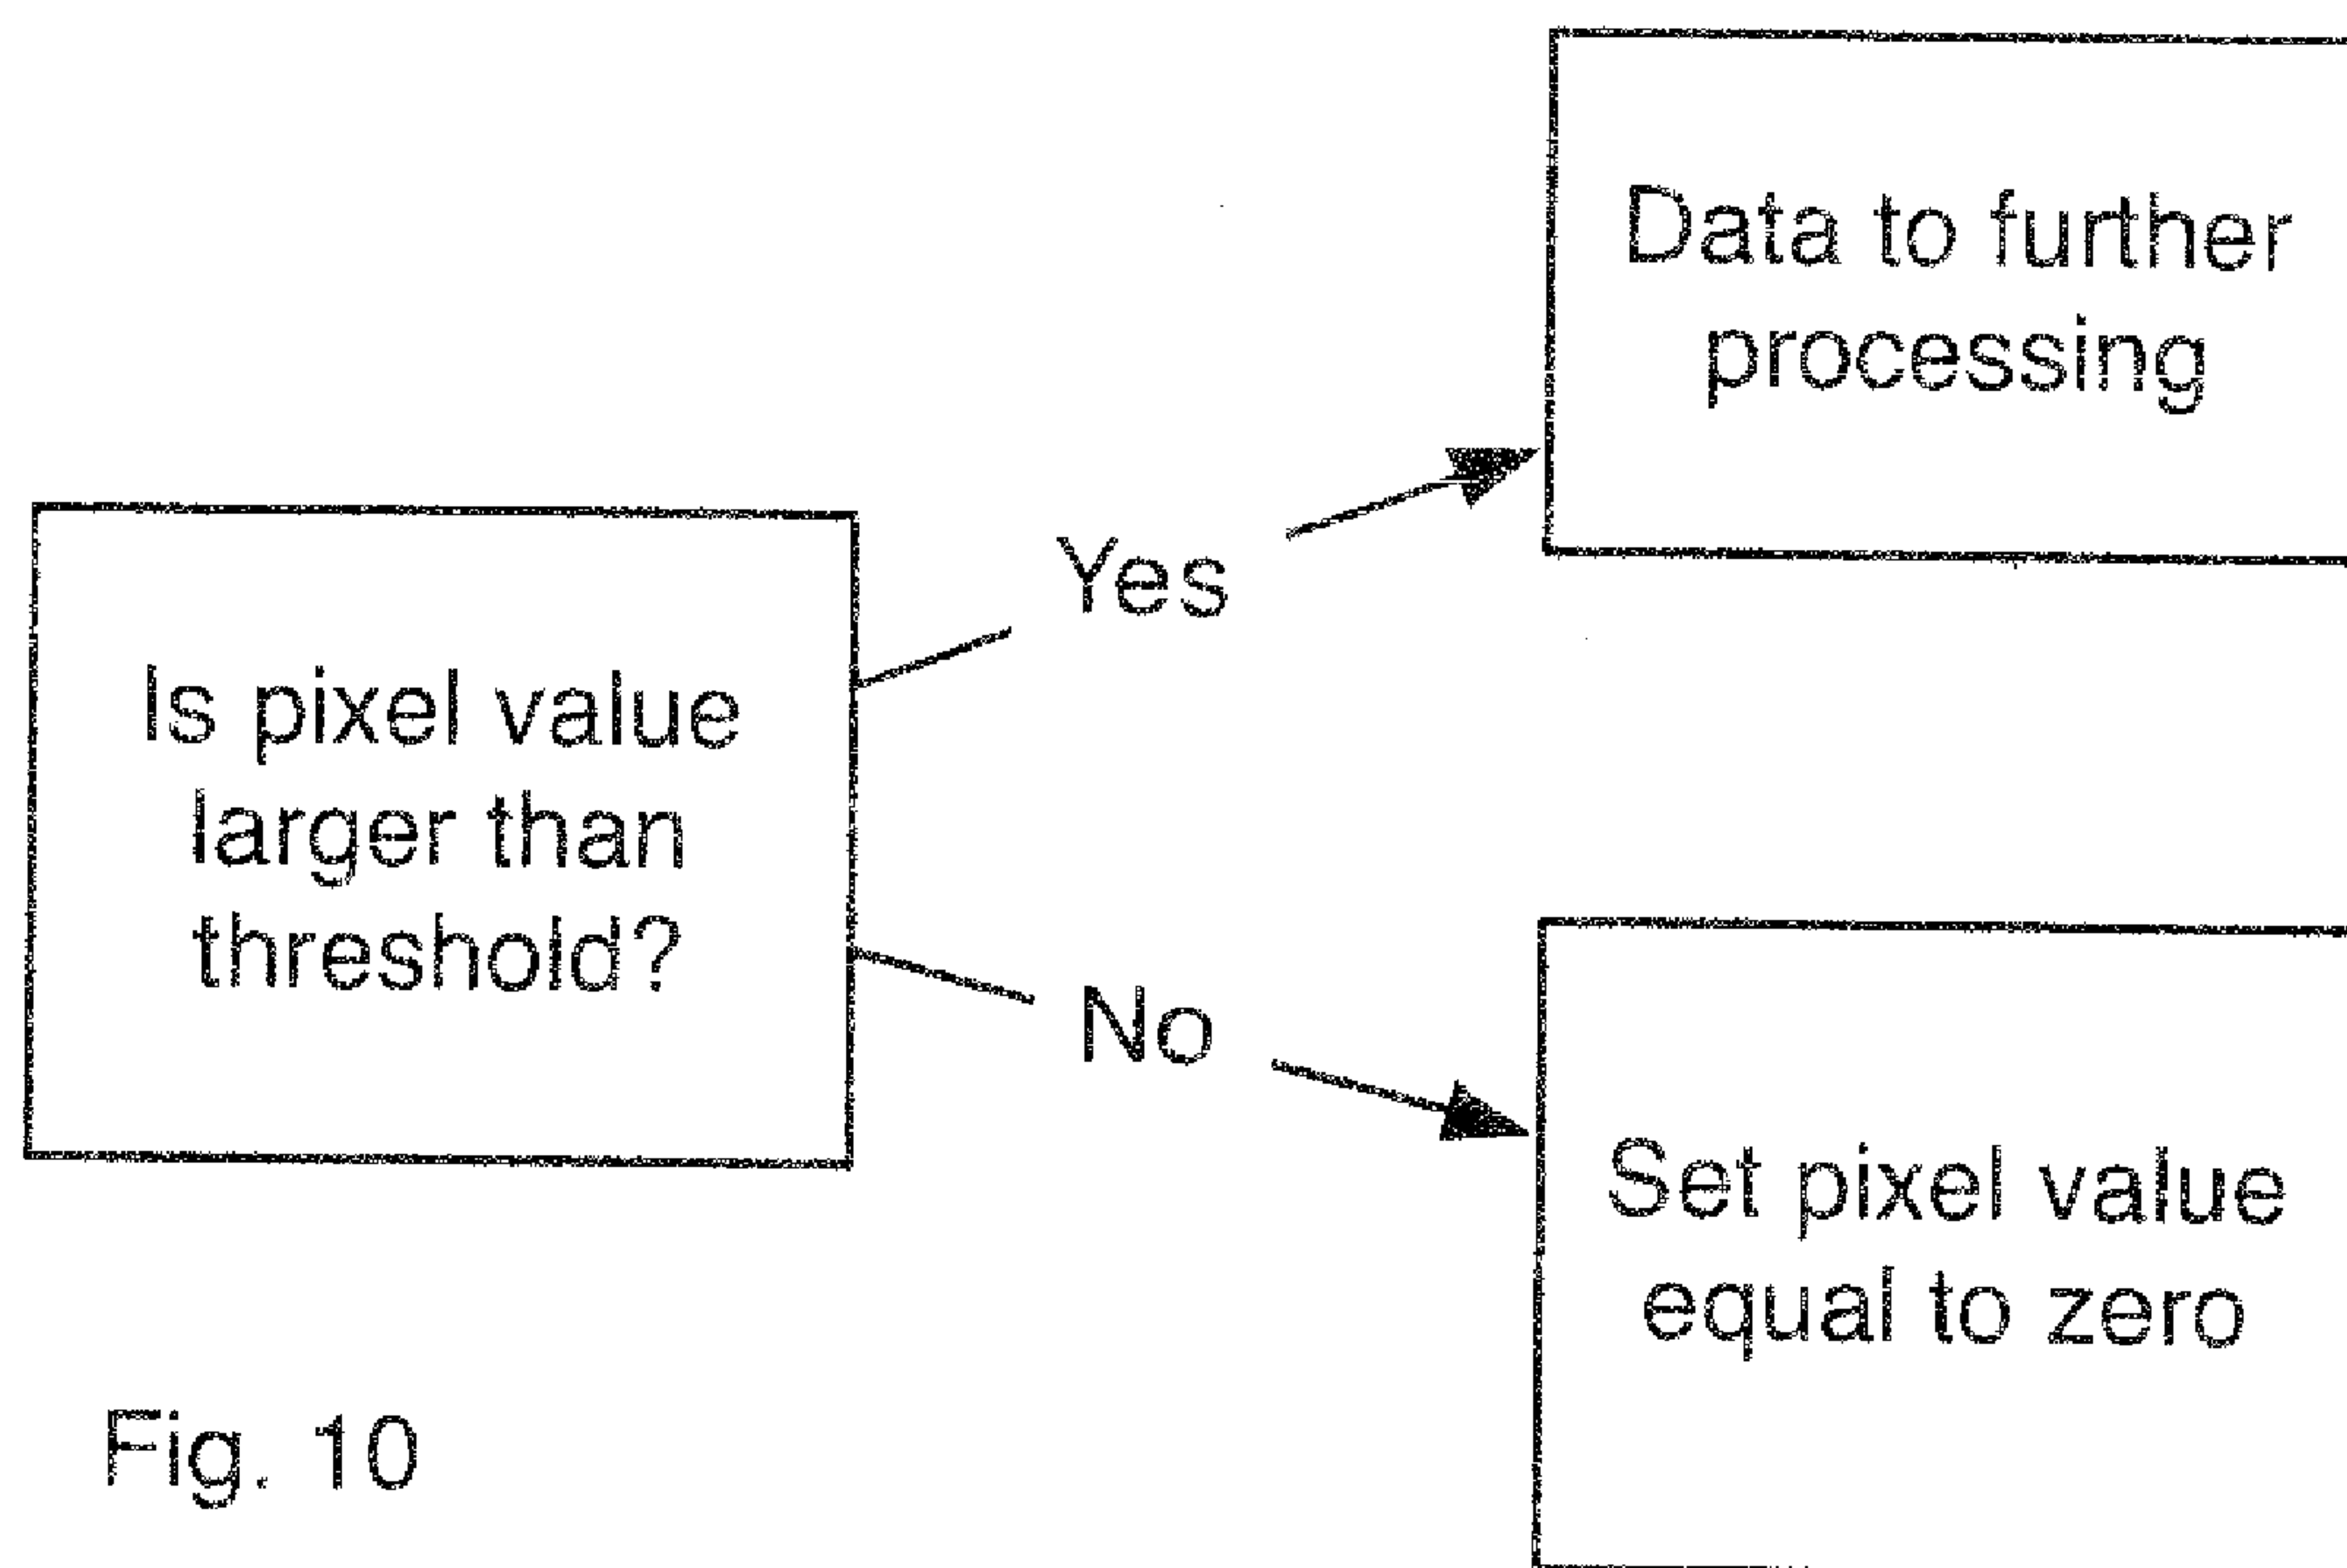 Is pixel value
larger than
threshold?
Yes
Data to further
processing
No
Set pixel value
equal to zero
Fig. 10